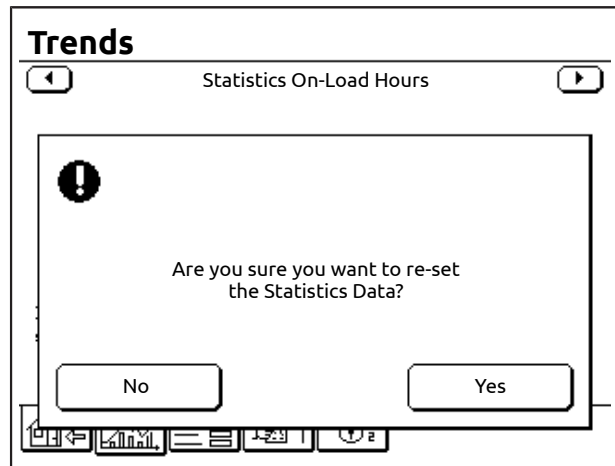 Trends
Statistics On-Load Hours
Are you sure you want to re-set
the Statistics Data?
No
Yes